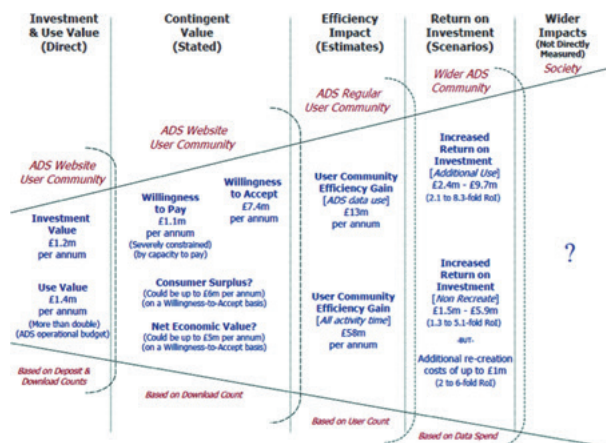 Investment
& Use Value
(Direct)
Contingent
Value
(Stated)
Efficiency
Impact
(Estimates)
Return on
Investment
(Scenarios)
Wider
Impacts
(Not Directly
Measured)
Society
Wider ADS
Community
ADS Regular
User Community
ADS Website
User Community
ADS Website
User Community
Investment
Value
£1.2m
per annum
Use Value
£1.4m
per annum
(More than double)
(ADS operational budget)
Based on Deposit &
Download Counts
Willingness
to Pay
£1.1m
per annum
(Severely constrained)
(by capacity to pay)
Willingness
to Accept
£7.4m
per annum
Consumer Surplus?
(Could be up to £6m per annum)
(on a Willingness-to-Accept basis)
Net Economic Value?
(Could be up to £5m per annum)
(on a Willingness-to-Accept basis)
Based on Download Count
User Community
Efficiency Gain
[ADS data use]
£13m
per annum
User Community
Efficiency Gain
[All activity time]
£58m
per annum
Based on User Count
Increased
Return on
Investment
[Additional Use]
£2.4m - £9.7m
(2.1 to 8.3-fold RoI)
Increased
Return on
Investment
[Non Recreate]
£1.5m - £5.9m
(1.3 to 5.1-fold RoI)
-BUT-
Additional re-creation
costs of up to £1m
(2 to 6-fold RoI)
Based on Data Spend
?